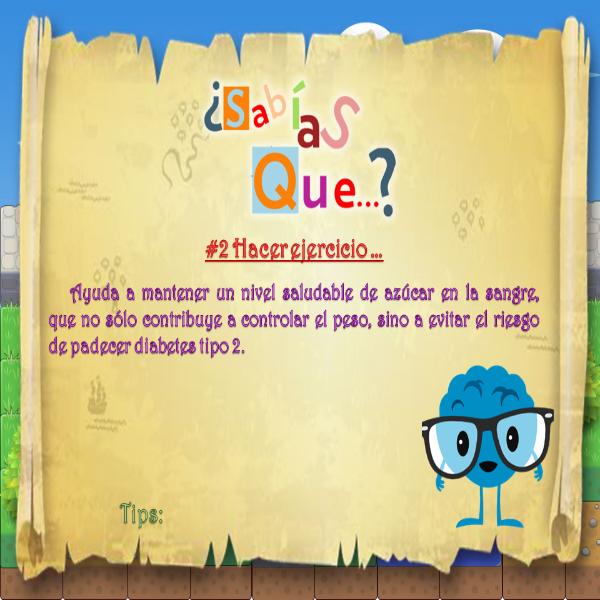 ¿Sabías
Que...?
#2 Hacer ejercicio ...
Ayuda a mantener un nivel saludable de azúcar en la sangre,
que no sólo contribuye a controlar el peso, sino a evitar el riesgo
de padecer diabetes tipo 2.
Tips: